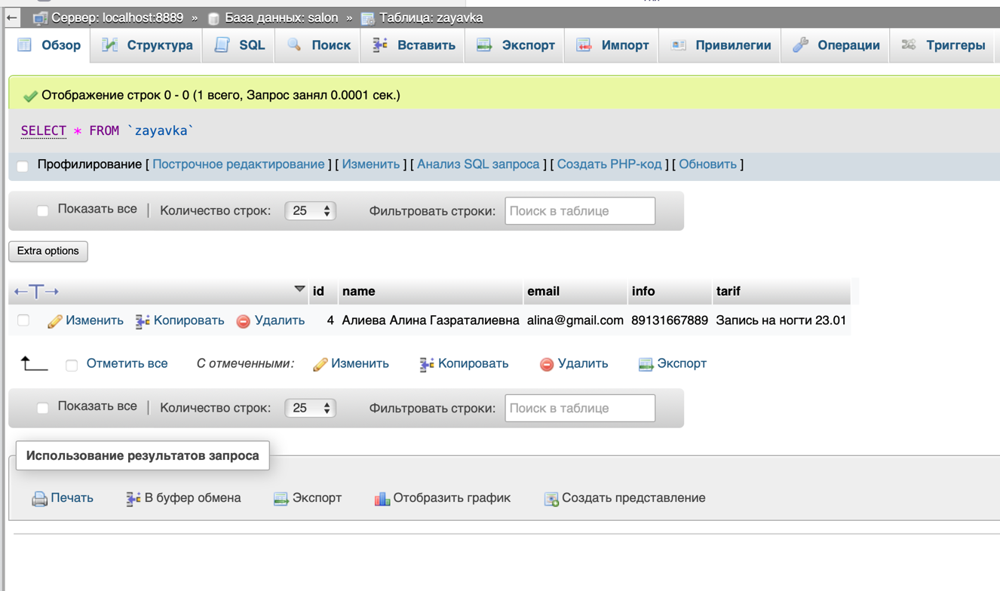 Сервер: localhost:8889 » База данных: salon » Таблица: zayavka
Обзор Структура SQL Поиск Вставить Экспорт Импорт Привилегии Операции Триггеры
Отображение строк 0 - 0 (1 всего, Запрос занял 0.0001 сек.)
SELECT * FROM `zayavka`
Профилирование [ Построчное редактирование ] [ Изменить ] [ Анализ SQL запроса ] [ Создать PHP-код ] [ Обновить ]
Показать все | Количество строк: 25 Фильтровать строки: Поиск в таблице
Extra options
←T→ id name email info tarif
Изменить Копировать Удалить 4 Алиева Алина Газраталиевна alina@gmail.com 89131667889 Запись на ногти 23.01
Отметить все С отмеченными: Изменить Копировать Удалить Экспорт
Показать все | Количество строк: 25 Фильтровать строки: Поиск в таблице
Использование результатов запроса
Печать В буфер обмена Экспорт Отобразить график Создать представление